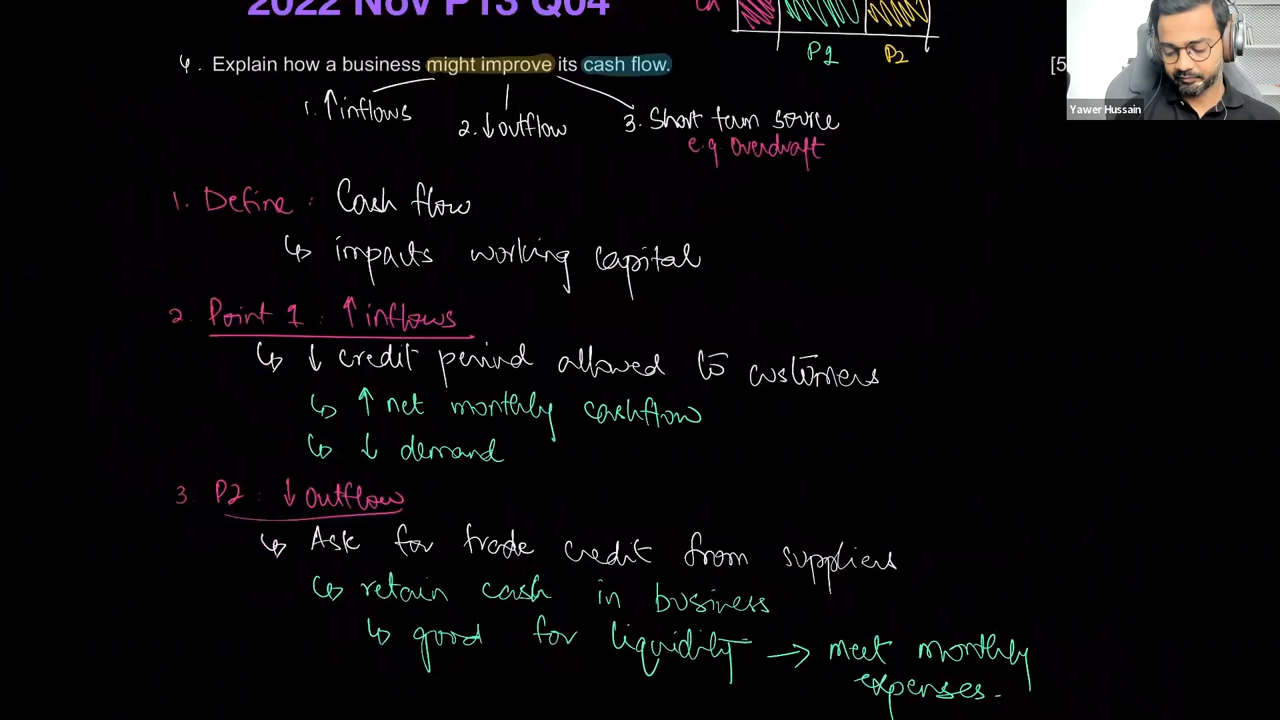 2022 Nov P13 Q04
CA
P1 P2
4. Explain how a business might improve its cash flow. [5
Yawer Hussain
1. ↑ inflows
2. ↓ outflow
3. Short term source
e.g. Overdraft
1. Define : Cash flow
↳ impacts working capital
2. Point 1 : ↑ inflows
↳ ↓ credit period allowed to customers
↳ ↑ net monthly cashflow
↳ ↓ demand
3. P2 : ↓ outflow
↳ Ask for trade credit from suppliers
↳ retain cash in business
↳ good for liquidity → meet monthly
expenses.